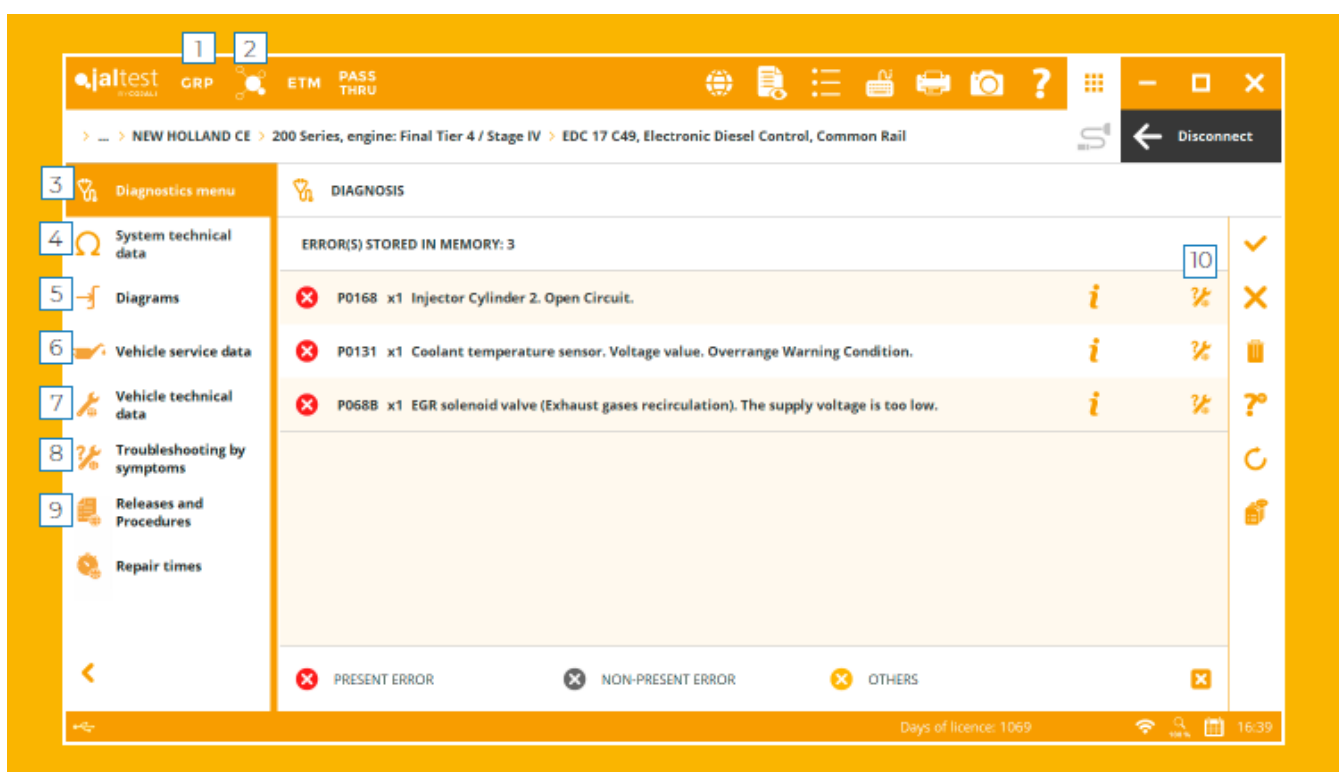 1 2
jaltest GRP ETM PASS THRU
BY COJALI
> ... > NEW HOLLAND CE > 200 Series, engine: Final Tier 4 / Stage IV > EDC 17 C49, Electronic Diesel Control, Common Rail
Disconnect
3 Diagnostics menu
DIAGNOSIS
4 System technical
data
ERROR(S) STORED IN MEMORY: 3
10
5 Diagrams
P0168 x1 Injector Cylinder 2. Open Circuit.
6 Vehicle service data
P0131 x1 Coolant temperature sensor. Voltage value. Overrange Warning Condition.
7 Vehicle technical
data
P068B x1 EGR solenoid valve (Exhaust gases recirculation). The supply voltage is too low.
8 Troubleshooting by
symptoms
9 Releases and
Procedures
Repair times
PRESENT ERROR NON-PRESENT ERROR OTHERS
Days of licence: 1069 100 % 16:39